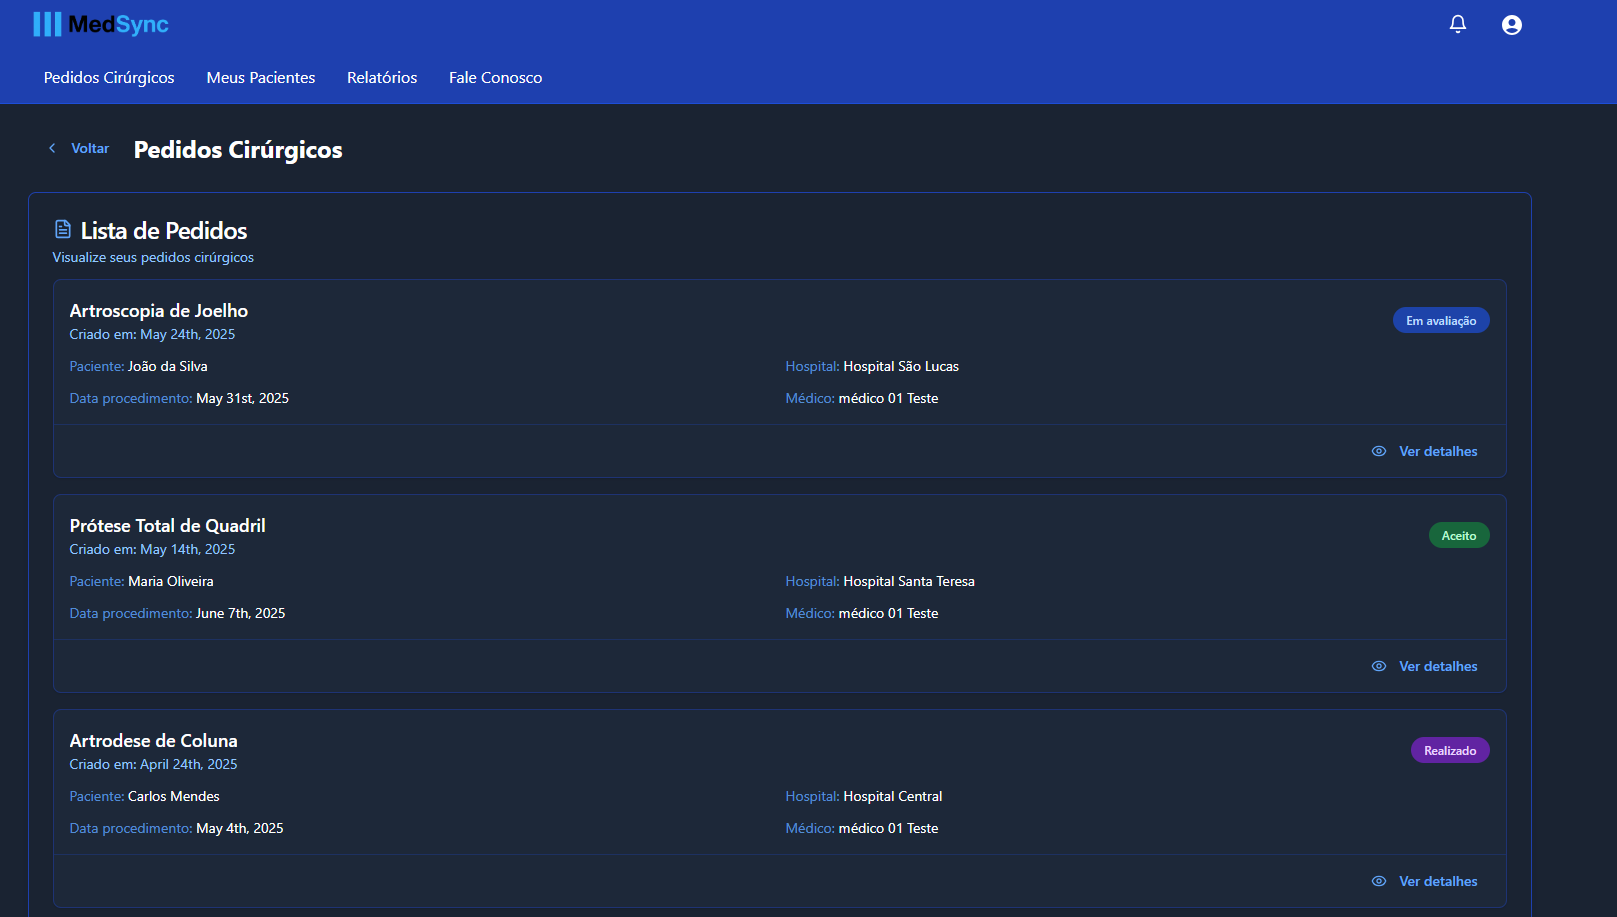 MedSync
Pedidos Cirúrgicos Meus Pacientes Relatórios Fale Conosco
Voltar Pedidos Cirúrgicos
Lista de Pedidos
Visualize seus pedidos cirúrgicos
Artroscopia de Joelho
Em avaliação
Criado em: May 24th, 2025
Paciente: João da Silva Hospital: Hospital São Lucas
Data procedimento: May 31st, 2025 Médico: médico 01 Teste
Ver detalhes
Prótese Total de Quadril
Aceito
Criado em: May 14th, 2025
Paciente: Maria Oliveira Hospital: Hospital Santa Teresa
Data procedimento: June 7th, 2025 Médico: médico 01 Teste
Ver detalhes
Artrodese de Coluna
Realizado
Criado em: April 24th, 2025
Paciente: Carlos Mendes Hospital: Hospital Central
Data procedimento: May 4th, 2025 Médico: médico 01 Teste
Ver detalhes